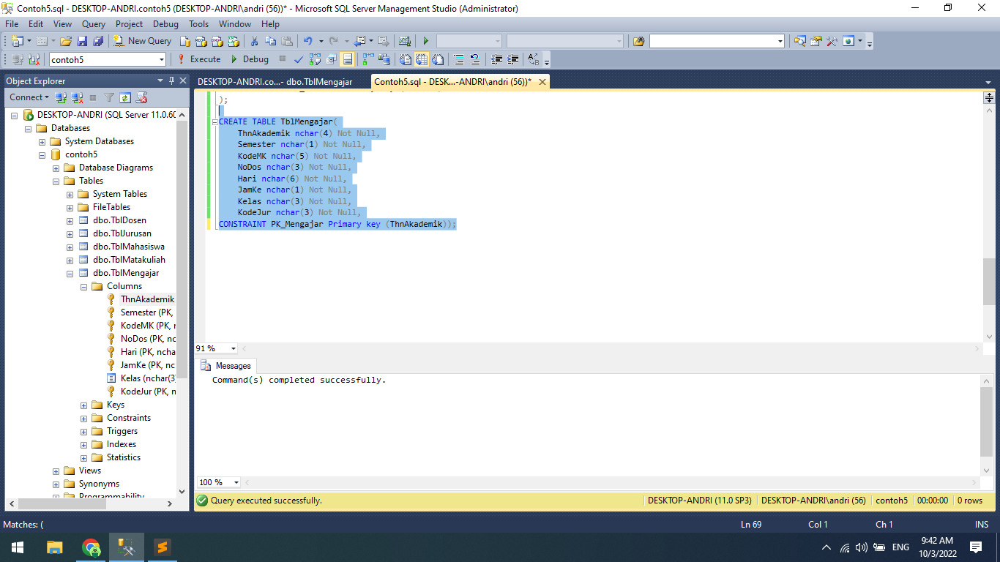 Contoh5.sql - DESKTOP-ANDRI.contoh5 (DESKTOP-ANDRI\andri (56))* - Microsoft SQL Server Management Studio (Administrator)
File Edit View Query Project Debug Tools Window Help
New Query
contoh5 Execute Debug
Object Explorer
Connect
DESKTOP-ANDRI (SQL Server 11.0.60
Databases
System Databases
contoh5
Database Diagrams
Tables
System Tables
FileTables
dbo.TblDosen
dbo.TblJurusan
dbo.TblMahasiswa
dbo.TblMatakuliah
dbo.TblMengajar
Columns
ThnAkademik
Semester (PK,
KodeMK (PK, n
NoDos (PK, nc
Hari (PK, ncha
JamKe (PK, nc
Kelas (nchar(3)
KodeJur (PK, n
Keys
Constraints
Triggers
Indexes
Statistics
Views
Synonyms
Programmability
DESKTOP-ANDRI.co...- dbo.TblMengajar
Contoh5.sql - DESK...-ANDRI\andri (56))*
);
CREATE TABLE TblMengajar(
ThnAkademik nchar(4) Not Null,
Semester nchar(1) Not Null,
KodeMK nchar(5) Not Null,
NoDos nchar(3) Not Null,
Hari nchar(6) Not Null,
JamKe nchar(1) Not Null,
Kelas nchar(3) Not Null,
KodeJur nchar(3) Not Null,
CONSTRAINT PK_Mengajar Primary key (ThnAkademik));
91 %
Messages
Command(s) completed successfully.
100 %
Query executed successfully.
DESKTOP-ANDRI (11.0 SP3) DESKTOP-ANDRI\andri (56) contoh5 00:00:00 0 rows
Matches: (
Ln 69 Col 1 Ch 1 INS
ENG
9:42 AM
10/3/2022